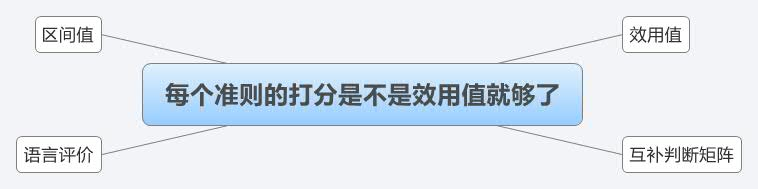 区间值
效用值
每个准则的打分是不是效用值就够了
语言评价
互补判断矩阵